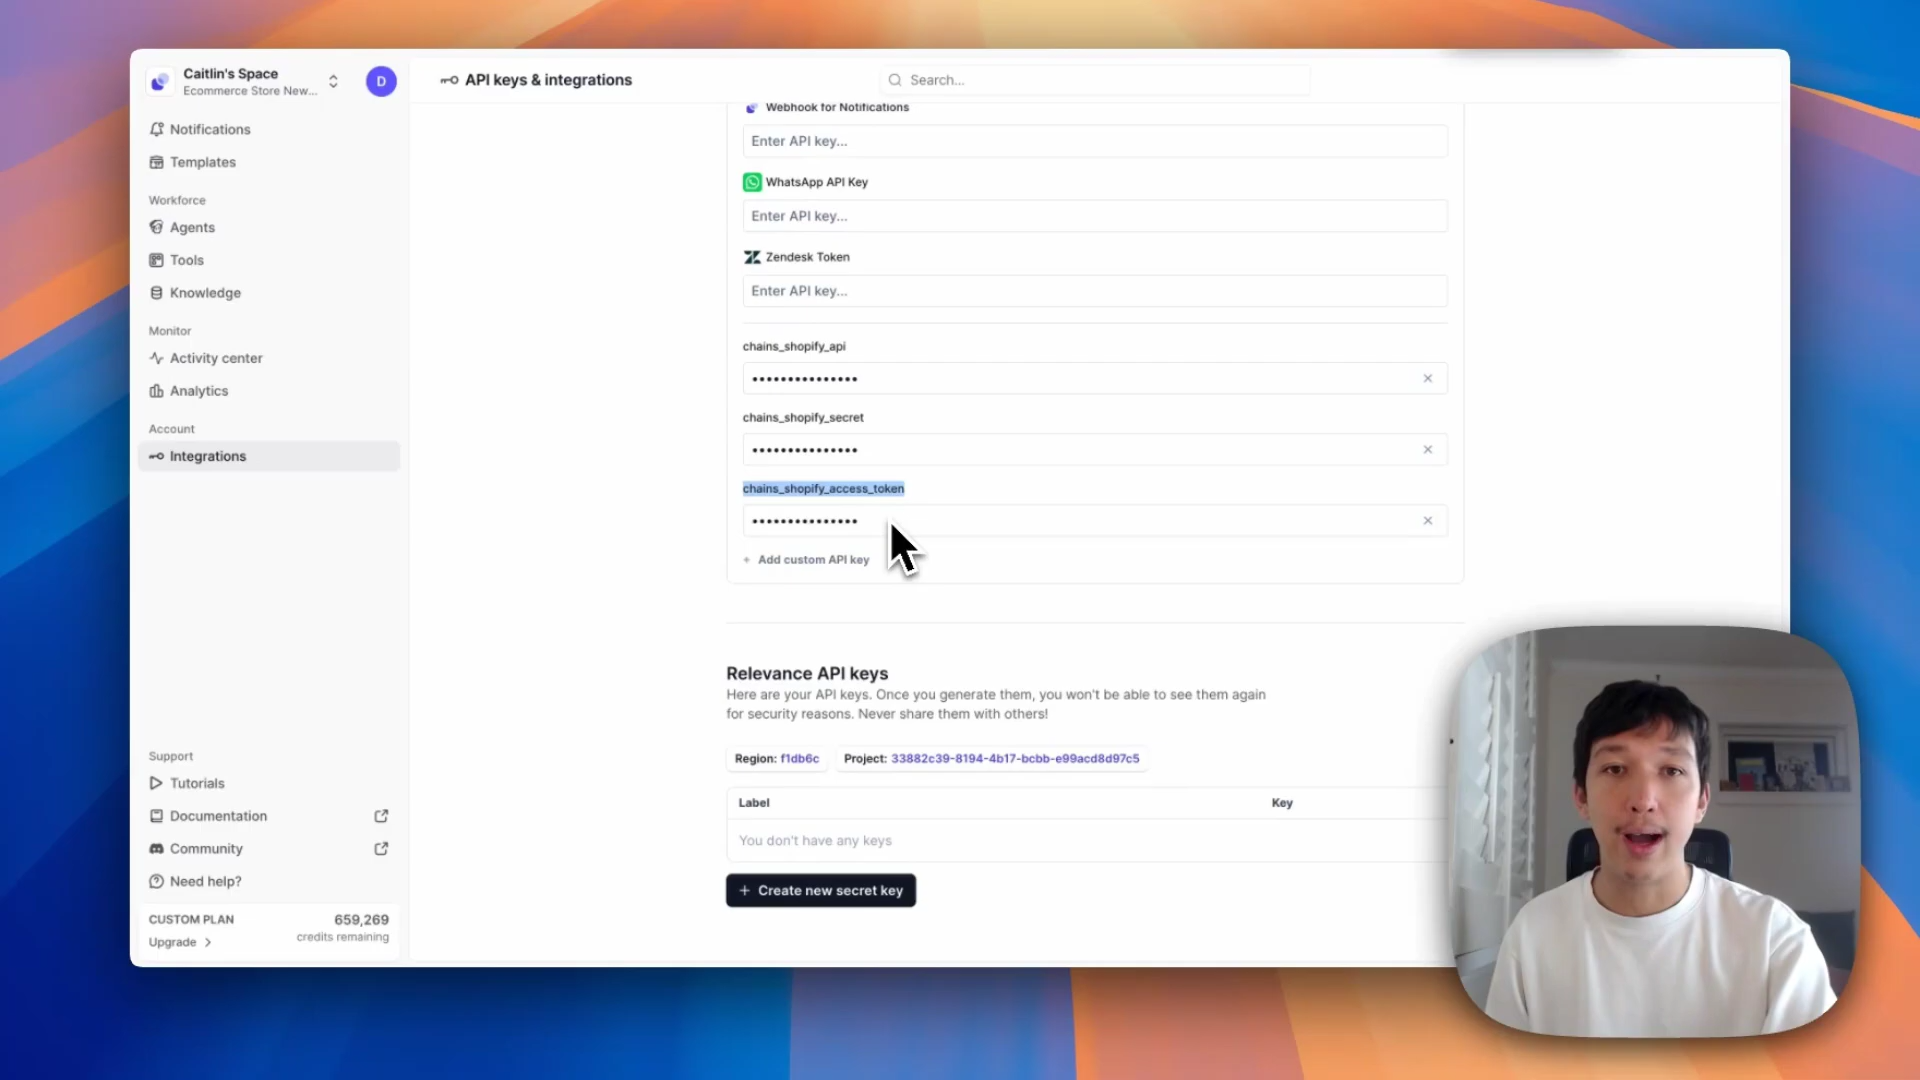 Caitlin's Space
Ecommerce Store New...
D
Notifications
Templates
Workforce
Agents
Tools
Knowledge
Monitor
Activity center
Analytics
Account
Integrations
Support
Tutorials
Documentation
Community
Need help?
CUSTOM PLAN
659,269
Upgrade
credits remaining
API keys & integrations
Search...
Webhook for Notifications
Enter API key...
WhatsApp API Key
Enter API key...
Zendesk Token
Enter API key...
chains_shopify_api
•••••••••••••••
chains_shopify_secret
•••••••••••••••
chains_shopify_access_token
•••••••••••••••
+ Add custom API key
Relevance API keys
Here are your API keys. Once you generate them, you won't be able to see them again
for security reasons. Never share them with others!
Region: f1db6c Project: 33882c39-8194-4b17-bcbb-e99acd8d97c5
Label Key
You don't have any keys
+ Create new secret key